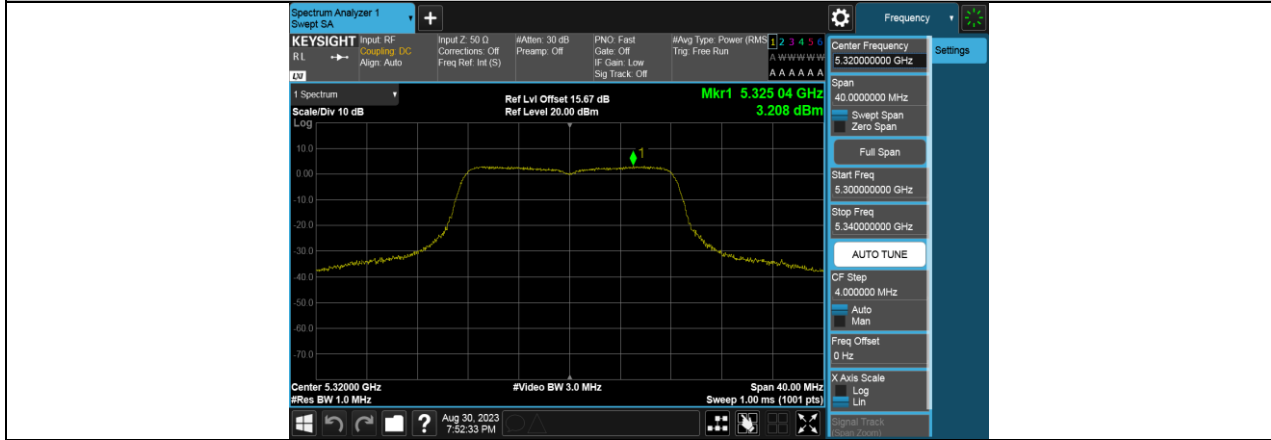 Spectrum Analyzer 1
Swept SA
Frequency
KEYSIGHT
RL
LXI
Input: RF
Coupling: DC
Align: Auto
Input Z: 50 Ω
Corrections: Off
Freq Ref: Int (S)
#Atten: 30 dB
Preamp: Off
PNO: Fast
Gate: Off
IF Gain: Low
Sig Track: Off
#Avg Type: Power (RMS
Trig: Free Run
1 2 3 4 5 6
A W W W W W
A A A A A A
Center Frequency
5.320000000 GHz
Settings
1 Spectrum
Scale/Div 10 dB
Log
Ref Lvl Offset 15.67 dB
Ref Level 20.00 dBm
Mkr1 5.325 04 GHz
3.208 dBm
Span
40.0000000 MHz
Swept Span
Zero Span
Full Span
Start Freq
5.300000000 GHz
Stop Freq
5.340000000 GHz
AUTO TUNE
CF Step
4.000000 MHz
Auto
Man
Freq Offset
0 Hz
X Axis Scale
Log
Lin
Signal Track
(Span Zoom)
1
10.0
0.00
-10.0
-20.0
-30.0
-40.0
-50.0
-60.0
-70.0
Center 5.32000 GHz
#Res BW 1.0 MHz
#Video BW 3.0 MHz
Span 40.00 MHz
Sweep 1.00 ms (1001 pts)
?
Aug 30, 2023
7:52:33 PM